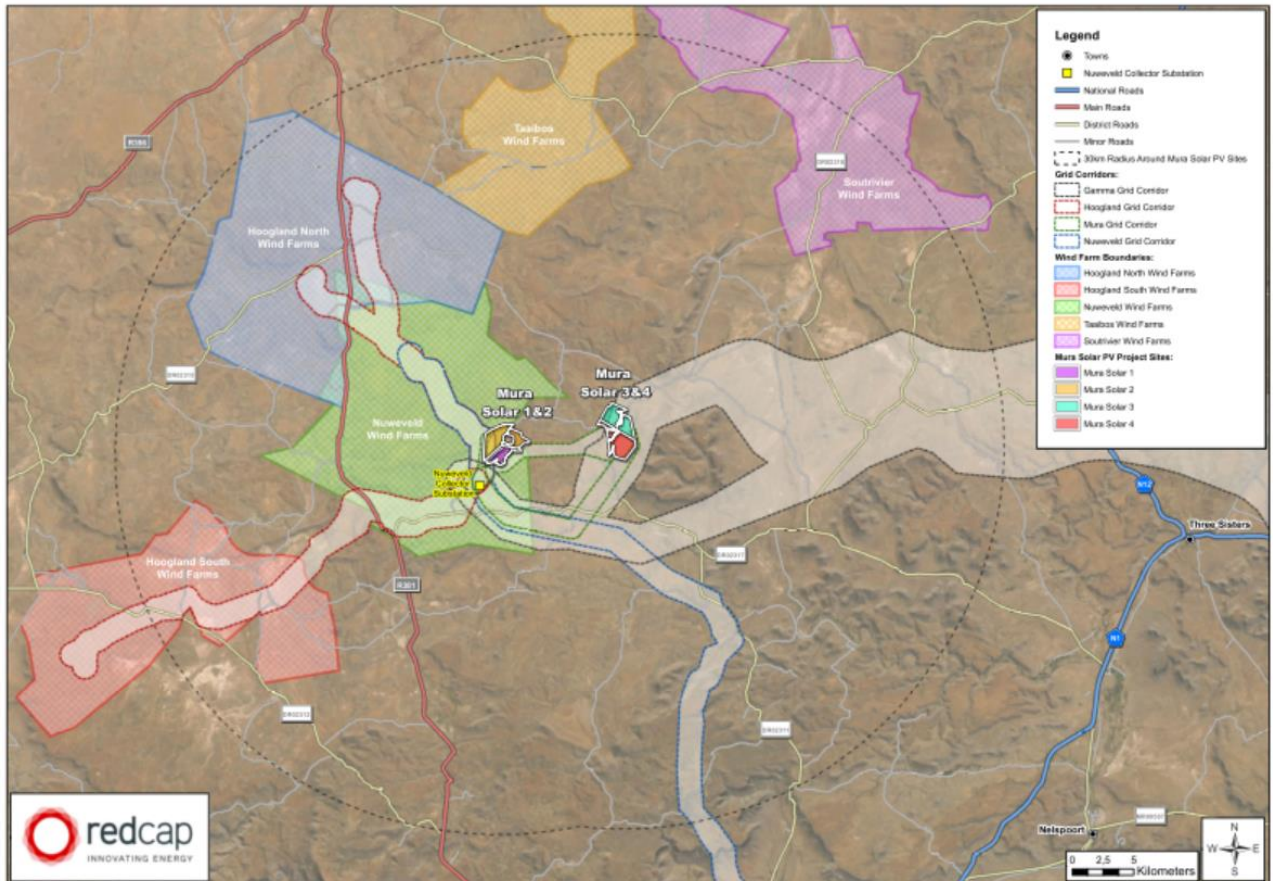 Legend
Towns
Nuweveld Collector Substation
National Roads
Main Roads
District Roads
Minor Roads
30km Radius Around Mura Solar PV Sites
Grid Corridors:
Gamma Grid Corridor
Hoogland Grid Corridor
Mura Grid Corridor
Nuweveld Grid Corridor
Wind Farm Boundaries:
Hoogland North Wind Farms
Hoogland South Wind Farms
Nuweveld Wind Farms
Taaibos Wind Farms
Soutrivier Wind Farms
Mura Solar PV Project Sites:
Mura Solar 1
Mura Solar 2
Mura Solar 3
Mura Solar 4
Taaibos
Wind Farms
Soutrivier
Wind Farms
Hoogland North
Wind Farms
Mura
Solar 3&4
Mura
Solar 1&2
Nuweveld
Wind Farms
Nuweveld
Collector
Substation
N12
Three Sisters
DR02317
Hoogland South
Wind Farms
R381
N1
DR02311
Nelspoort
redcap
INNOVATING ENERGY
0 2,5 5
Kilometers
N
W E
S